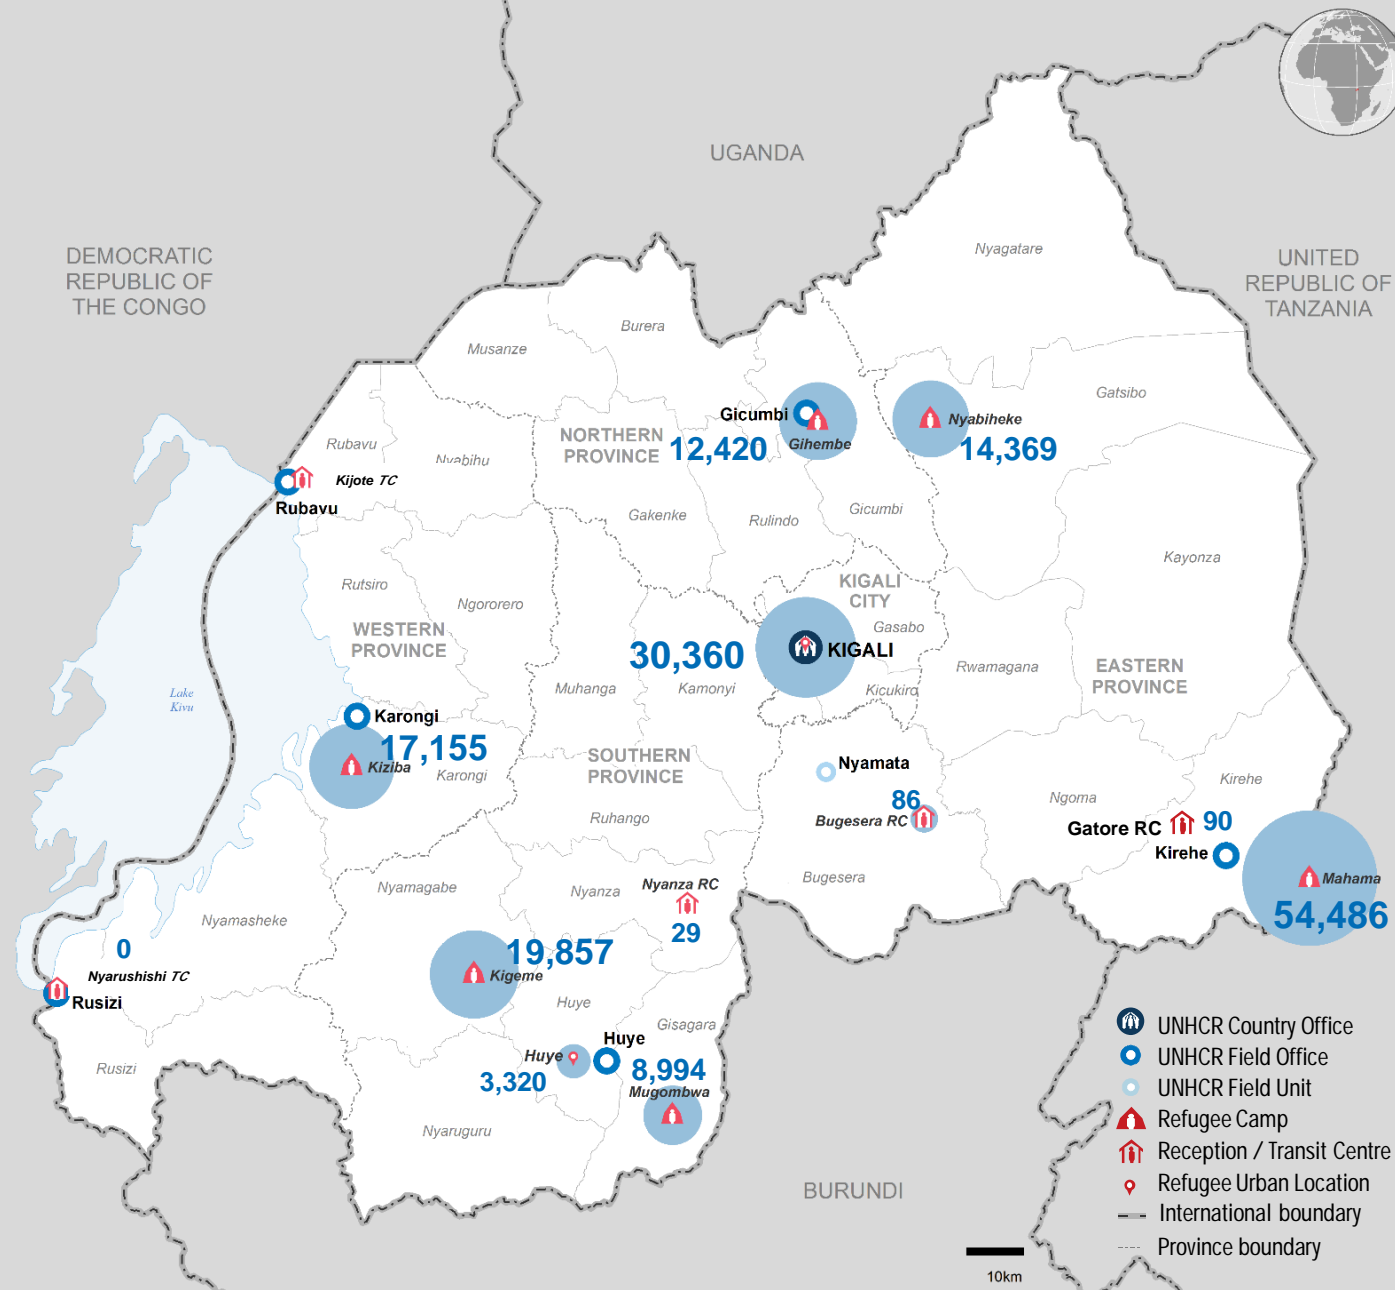 UGANDA
DEMOCRATIC
REPUBLIC OF
THE CONGO
UNITED
REPUBLIC OF
TANZANIA
Nyagatare
Burera
Musanze
Gatsibo
Rubavu
Nyabihu
NORTHERN
PROVINCE
Gicumbi
12,420
Gihembe
Nyabiheke
14,369
Kijote TC
Rubavu
Gakenke
Rulindo
Gicumbi
Kayonza
Rutsiro
Ngororero
KIGALI
CITY
Gasabo
WESTERN
PROVINCE
30,360
KIGALI
Rwamagana
EASTERN
PROVINCE
Muhanga
Kamonyi
Kicukiro
Lake
Kivu
Karongi
17,155
Kiziba
Karongi
SOUTHERN
PROVINCE
Nyamata
86
Bugesera RC
Kirehe
Ngoma
Gatore RC
90
Kirehe
Ruhango
Mahama
54,486
Nyamagabe
Nyanza
Nyanza RC
29
Bugesera
Nyamasheke
0
Nyarushishi TC
Rusizi
19,857
Kigeme
Huye
Gisagara
Huye
Huye
3,320
8,994
Mugombwa
Rusizi
Nyaruguru
BURUNDI
UNHCR Country Office
UNHCR Field Office
UNHCR Field Unit
Refugee Camp
Reception / Transit Centre
Refugee Urban Location
International boundary
Province boundary
10km